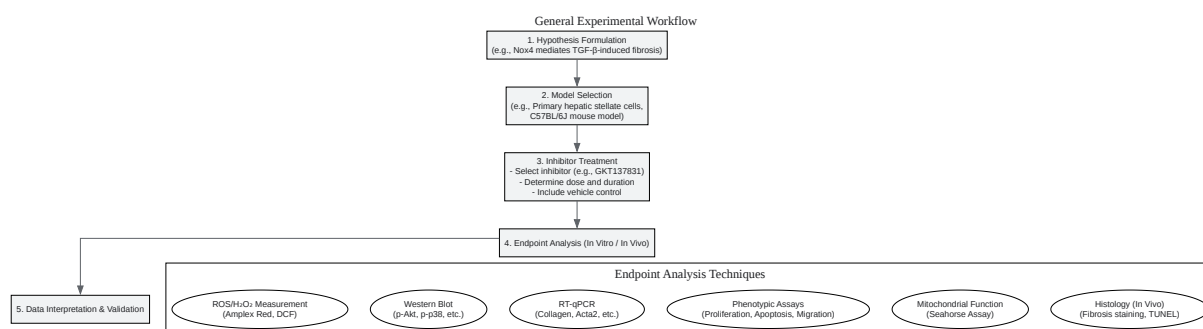 General Experimental Workflow
1. Hypothesis Formulation
(e.g., Nox4 mediates TGF-β-induced fibrosis)
2. Model Selection
(e.g., Primary hepatic stellate cells,
C57BL/6J mouse model)
3. Inhibitor Treatment
- Select inhibitor (e.g., GKT137831)
- Determine dose and duration
- Include vehicle control
4. Endpoint Analysis (In Vitro / In Vivo)
Endpoint Analysis Techniques
5. Data Interpretation & Validation
ROS/H₂O₂ Measurement
(Amplex Red, DCF)
Western Blot
(p-Akt, p-p38, etc.)
RT-qPCR
(Collagen, Acta2, etc.)
Phenotypic Assays
(Proliferation, Apoptosis, Migration)
Mitochondrial Function
(Seahorse Assay)
Histology (In Vivo)
(Fibrosis staining, TUNEL)